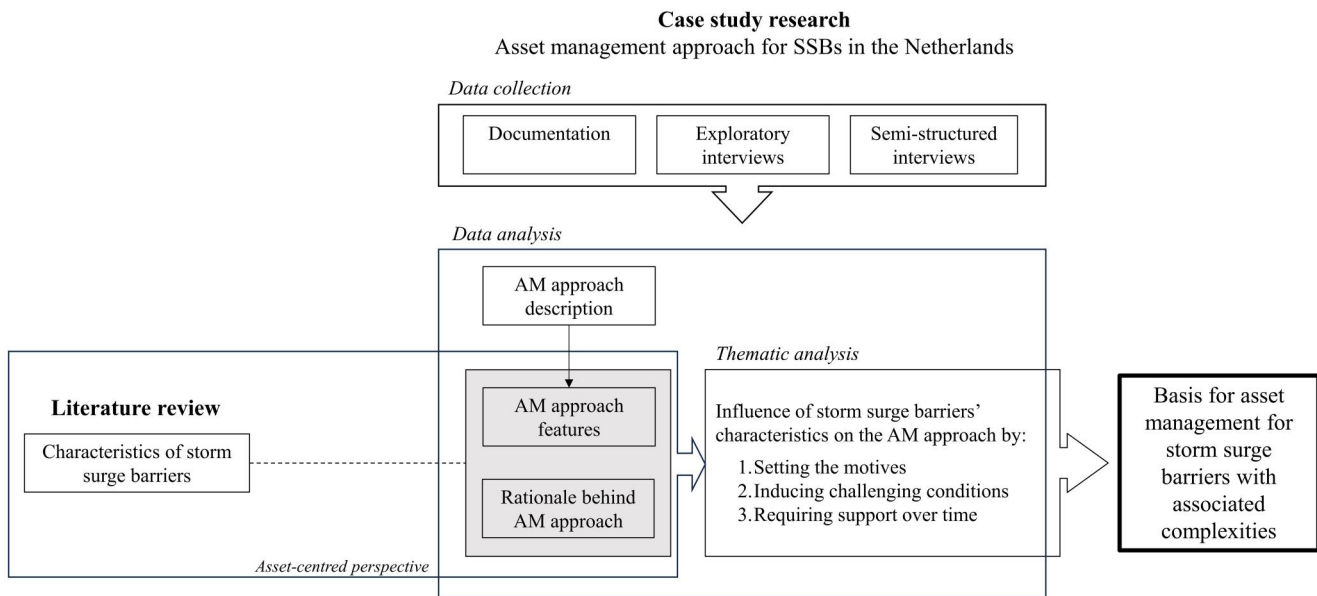 Case study research
Asset management approach for SSBs in the Netherlands
Data collection
Documentation
Exploratory
interviews
Semi-structured
interviews
Data analysis
AM approach
description
Literature review
Characteristics of storm
surge barriers
AM approach
features
Rationale behind
AM approach
Asset-centred perspective
Thematic analysis
Influence of storm surge barriers’
characteristics on the AM approach by:
1.Setting the motives
2.Inducing challenging conditions
3.Requiring support over time
Basis for asset
management for
storm surge
barriers with
associated
complexities